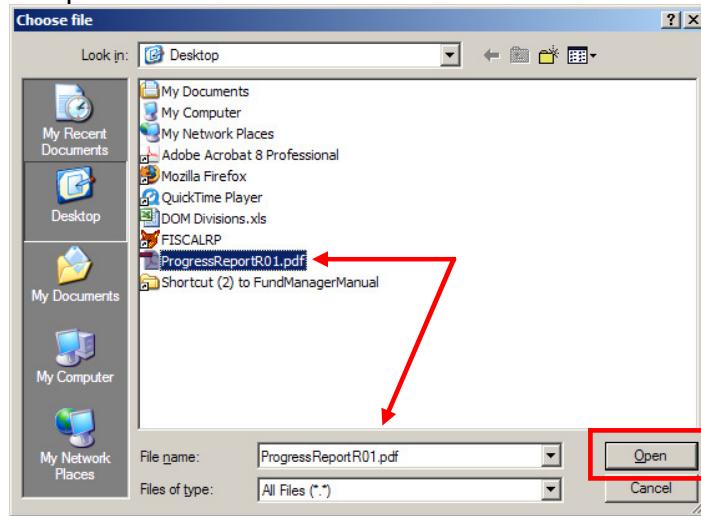 Choose file
Look in:
Desktop
My Recent
Documents
Desktop
My Documents
My Computer
My Network
Places
My Documents
My Computer
My Network Places
Adobe Acrobat 8 Professional
Mozilla Firefox
QuickTime Player
DOM Divisions.xls
FISCALRP
ProgressReportR01.pdf
Shortcut (2) to FundManagerManual
File name:
ProgressReportR01.pdf
Open
Files of type:
All Files (*.*)
Cancel